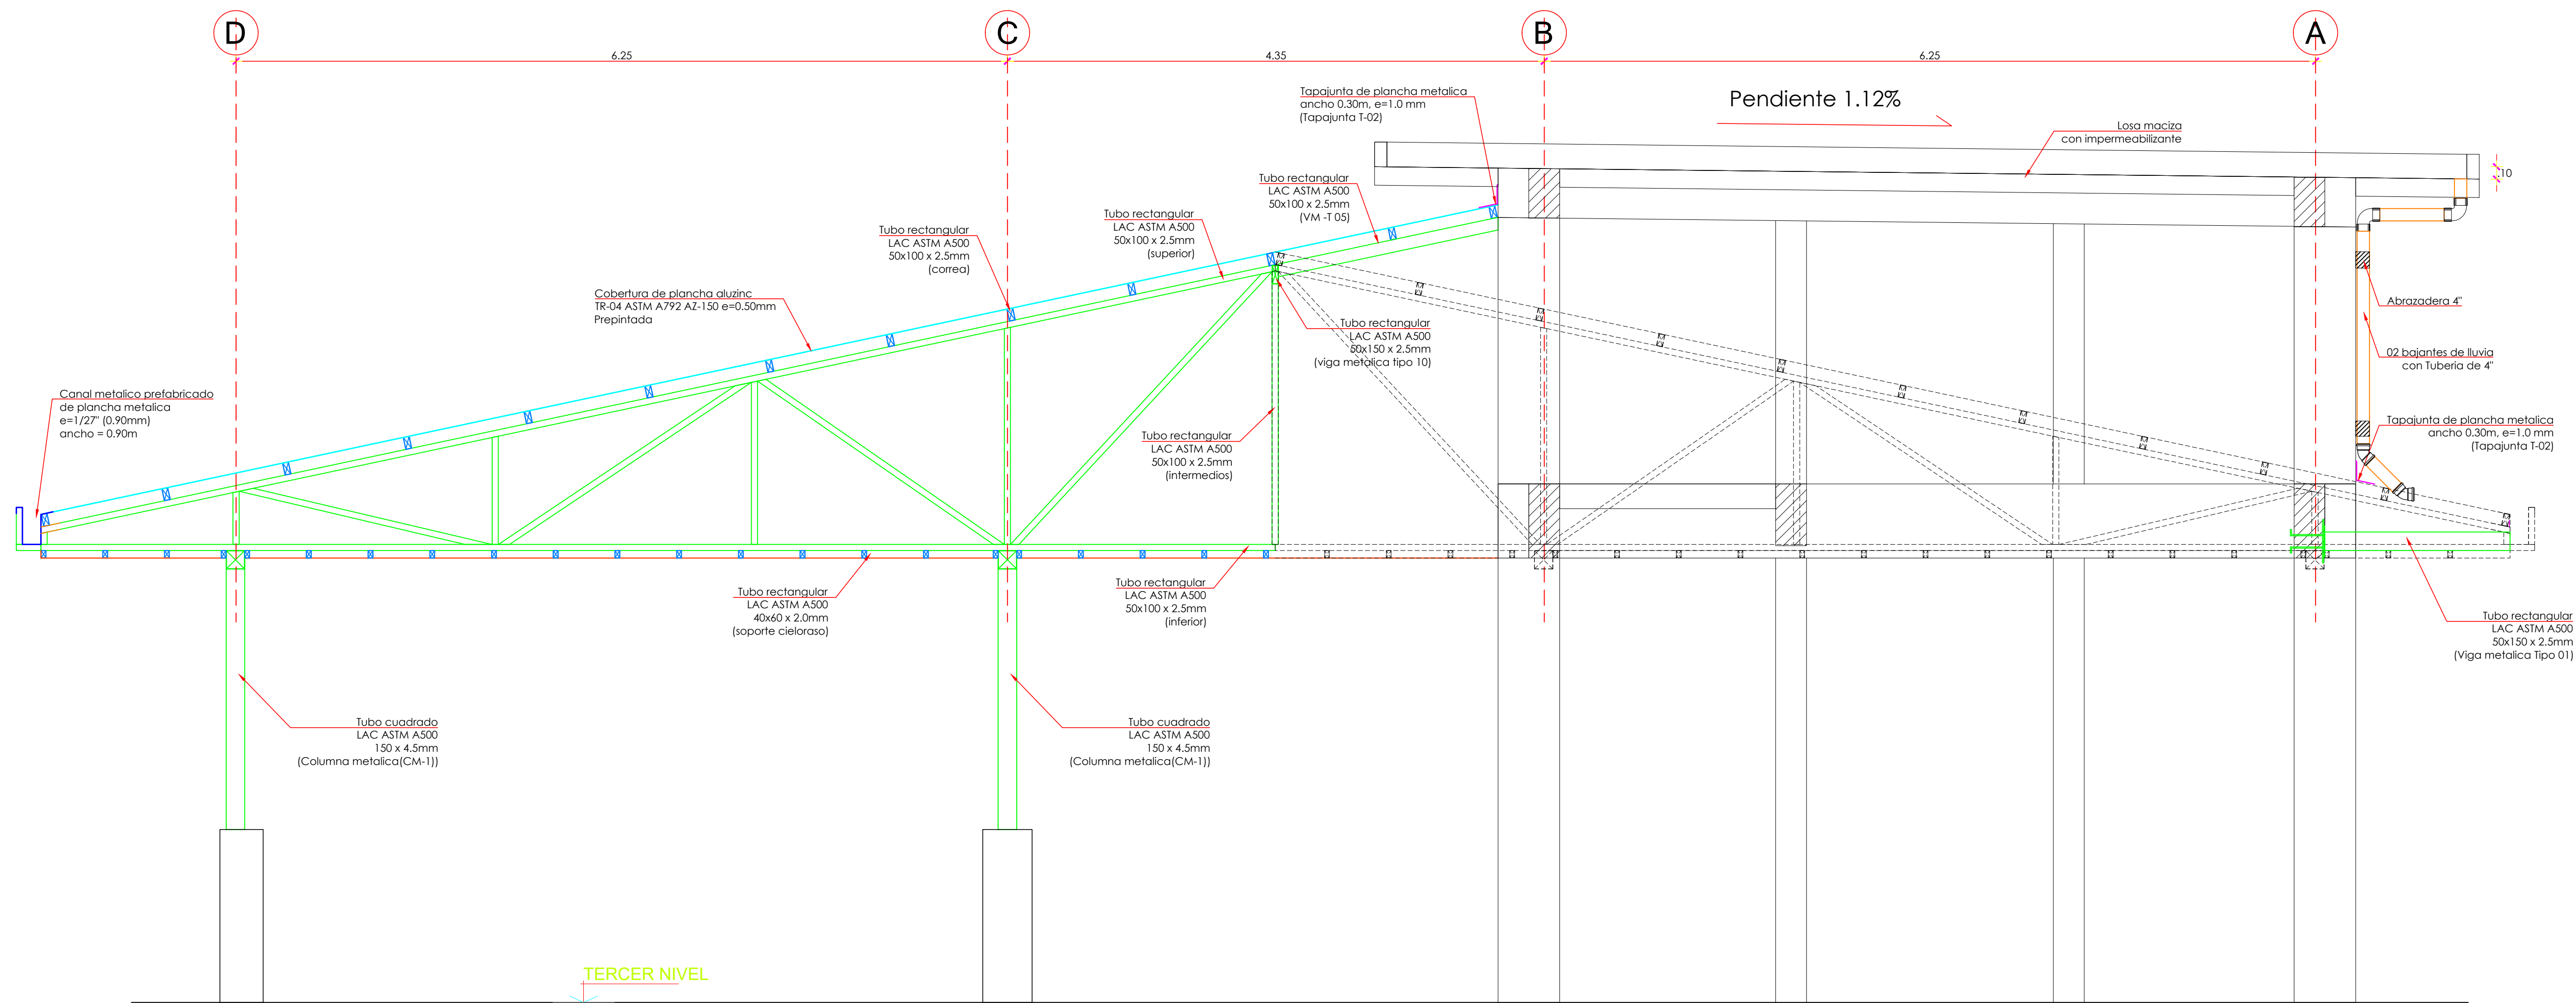 D
C
B
A
6.25
4.35
6.25
Tapajunta de plancha metalica
ancho 0.30m, e=1.0 mm
(Tapajunta T-02)
Pendiente 1.12%
Losa maciza
con impermeabilizante
.10
Tubo rectangular
LAC ASTM A500
50x100 x 2.5mm
(VM -T 05)
Tubo rectangular
LAC ASTM A500
50x100 x 2.5mm
(superior)
Tubo rectangular
LAC ASTM A500
50x100 x 2.5mm
(correa)
Cobertura de plancha aluzinc
TR-04 ASTM A792 AZ-150 e=0.50mm
Prepintada
Abrazadera 4"
Tubo rectangular
LAC ASTM A500
50x150 x 2.5mm
(viga metalica tipo 10)
02 bajantes de lluvia
con Tuberia de 4"
Canal metalico prefabricado
de plancha metalica
e=1/27" (0.90mm)
ancho = 0.90m
Tapajunta de plancha metalica
ancho 0.30m, e=1.0 mm
(Tapajunta T-02)
Tubo rectangular
LAC ASTM A500
50x100 x 2.5mm
(intermedios)
Tubo rectangular
LAC ASTM A500
40x60 x 2.0mm
(soporte cieloraso)
Tubo rectangular
LAC ASTM A500
50x100 x 2.5mm
(inferior)
Tubo rectangular
LAC ASTM A500
50x150 x 2.5mm
(Viga metalica Tipo 01)
Tubo cuadrado
LAC ASTM A500
150 x 4.5mm
(Columna metalica(CM-1))
Tubo cuadrado
LAC ASTM A500
150 x 4.5mm
(Columna metalica(CM-1))
TERCER NIVEL